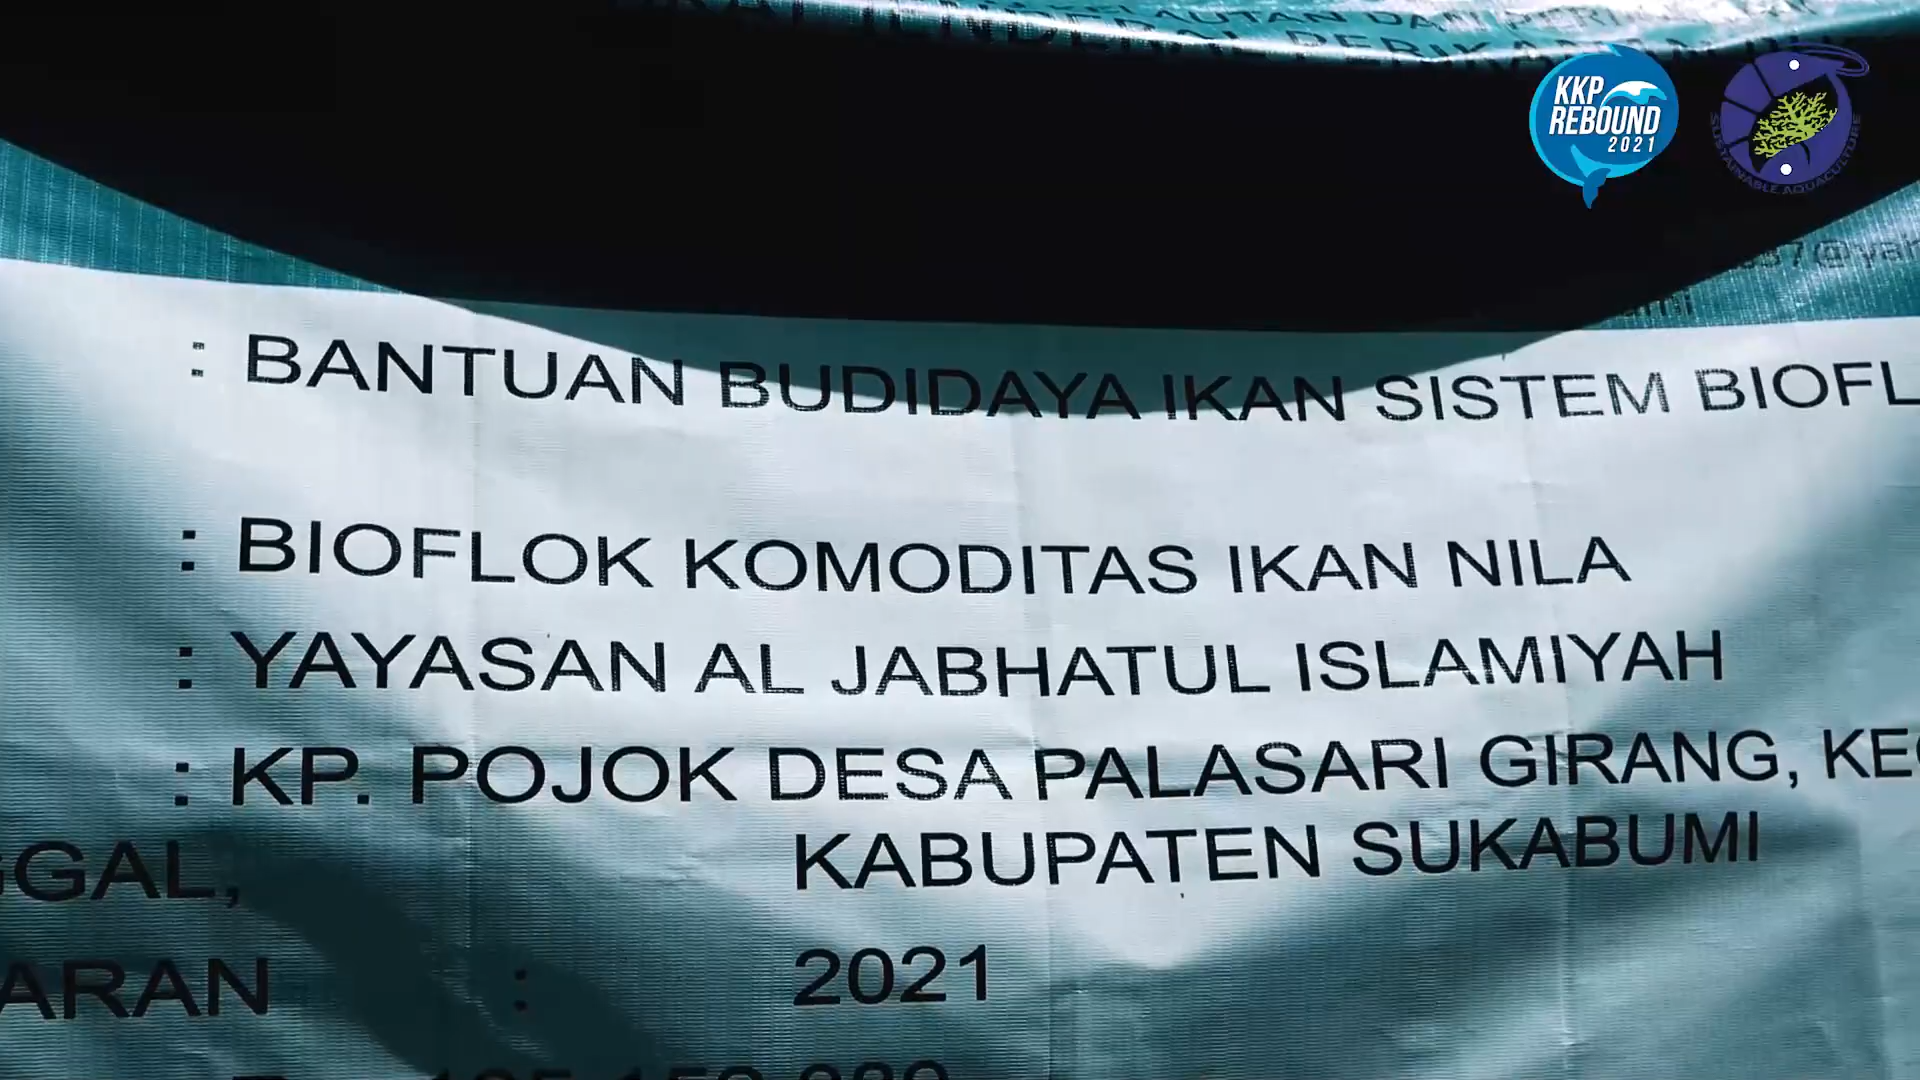 KKP
REBOUND
2021
SUSTAINABLE AQUACULTURE
: BANTUAN BUDIDAYA IKAN SISTEM BIOFL
: BIOFLOK KOMODITAS IKAN NILA
: YAYASAN AL JABHATUL ISLAMIYAH
: KP. POJOK DESA PALASARI GIRANG, KEC
GGAL, KABUPATEN SUKABUMI
ARAN : 2021